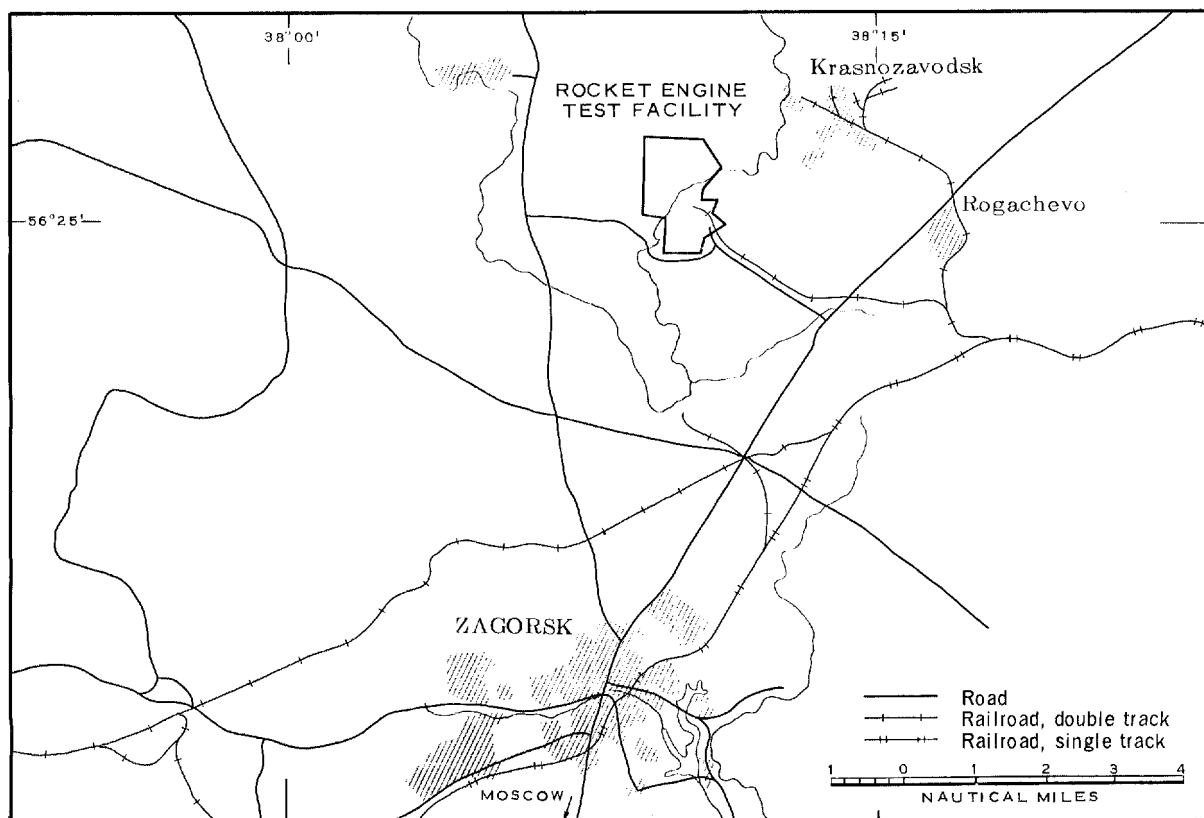 38°00'
38°15'
Krasnozavodsk
ROCKET ENGINE
TEST FACILITY
56°25'
Rogachevo
ZAGORSK
MOSCOW
Road
Railroad, double track
Railroad, single track
1 0 1 2 3 4
NAUTICAL MILES